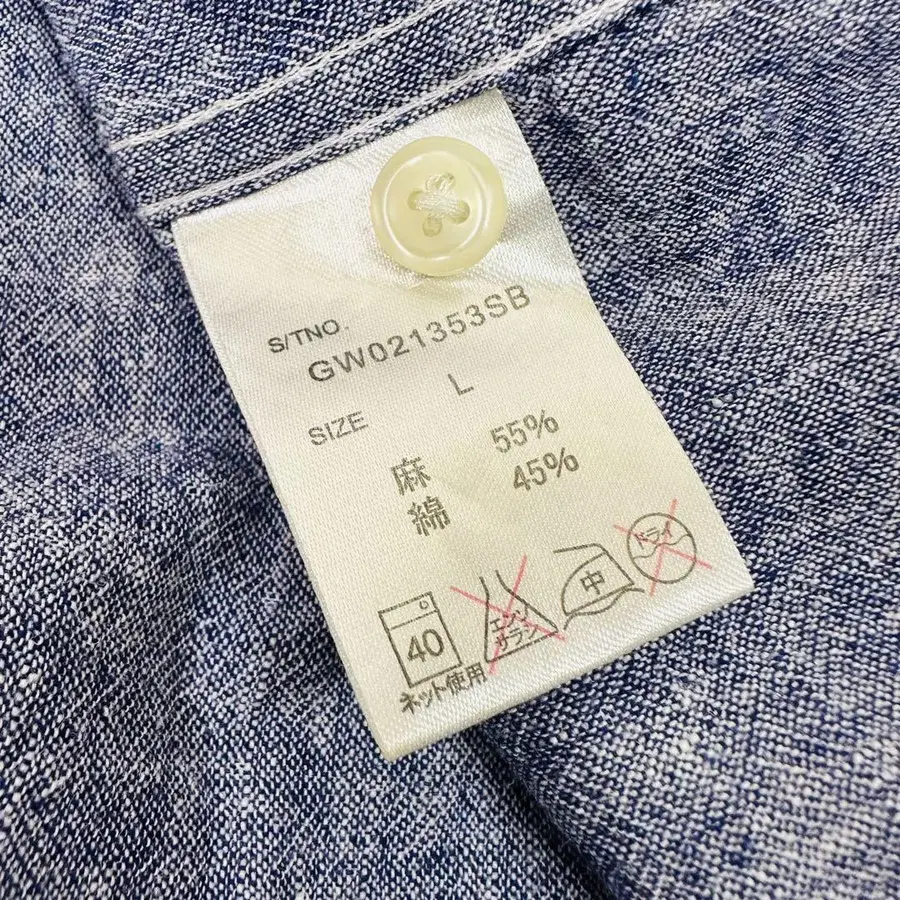 S/TNO.
GW021353SB
SIZE L
麻 55%
綿 45%
40
ネット使用
エンソ
サラシ
中
ドライ